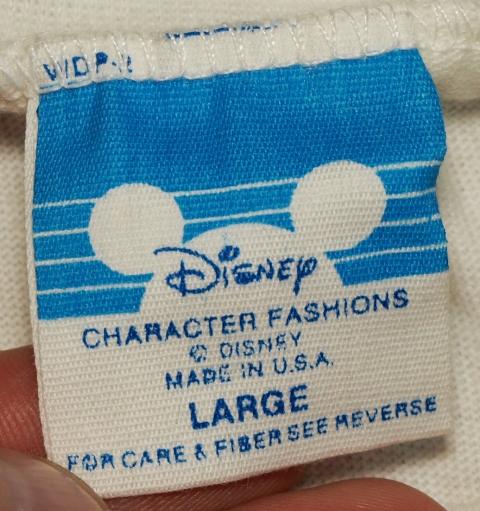 Disney
CHARACTER FASHIONS
© DISNEY
MADE IN U.S.A.
LARGE
FOR CARE & FIBER SEE REVERSE